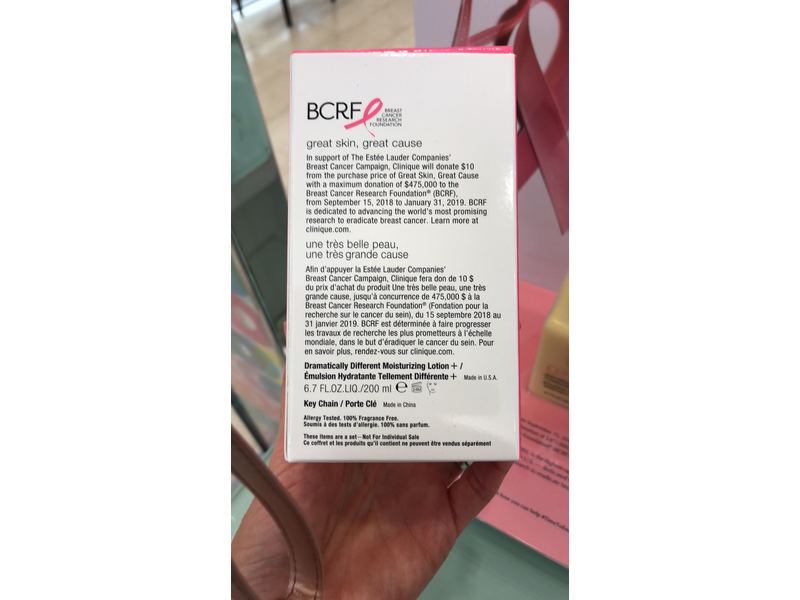 BCRF
BREAST
CANCER
RESEARCH
FOUNDATION
great skin, great cause
In support of The Estée Lauder Companies'
Breast Cancer Campaign, Clinique will donate $10
from the purchase price of Great Skin, Great Cause
with a maximum donation of $475,000 to the
Breast Cancer Research Foundation® (BCRF),
from September 15, 2018 to January 31, 2019. BCRF
is dedicated to advancing the world's most promising
research to eradicate breast cancer. Learn more at
clinique.com.
une très belle peau,
une très grande cause
Afin d'appuyer la Estée Lauder Companies'
Breast Cancer Campaign, Clinique fera don de 10 $
du prix d'achat du produit Une très belle peau, une très
grande cause, jusqu'à concurrence de 475,000 $ à la
Breast Cancer Research Foundation® (Fondation pour la
recherche sur le cancer du sein), du 15 septembre 2018 au
31 janvier 2019. BCRF est déterminée à faire progresser
les travaux de recherche les plus prometteurs à l'échelle
mondiale, dans le but d'éradiquer le cancer du sein. Pour
en savoir plus, rendez-vous sur clinique.com.
Dramatically Different Moisturizing Lotion + /
Émulsion Hydratante Tellement Différente + Made in U.S.A.
6.7 FL.OZ.LIQ./200 ml ℮ 24M
Key Chain / Porte Clé Made in China
Allergy Tested. 100% Fragrance Free.
Soumis à des tests d'allergie. 100% sans parfum.
These items are a set–Not For Individual Sale
Ce coffret et les produits qu'il contient ne peuvent être vendus séparément